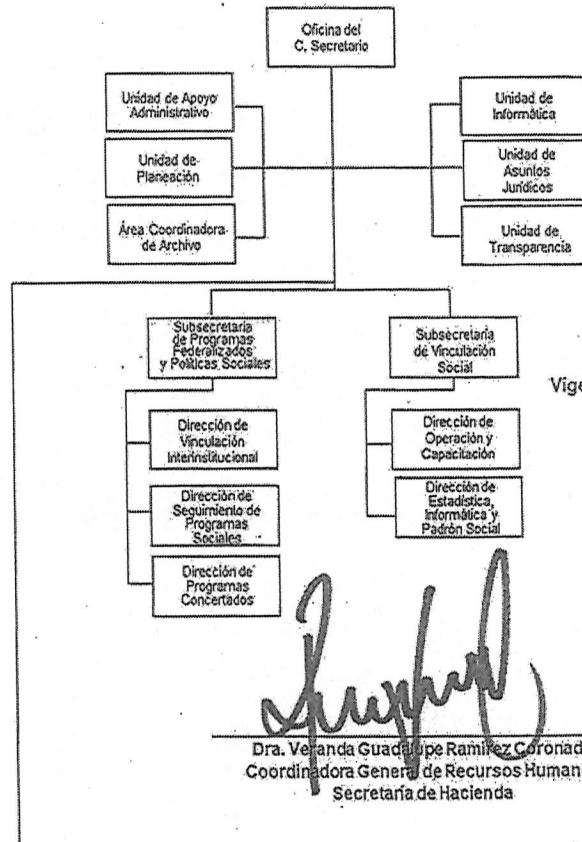 Oficina del
C. Secretario
Unidad de Apoyo
Administrativo
Unidad de
Planeación
Área Coordinadora
de Archivo
Unidad de
Informática
Unidad de
Asuntos
Jurídicos
Unidad de
Transparencia
Subsecretaría
de Programas
Federalizados
y Políticas Sociales
Subsecretaría
de Vinculación
Social
Vige
Dirección de
Vinculación
Interinstitucional
Dirección de
Seguimiento de
Programas
Sociales
Dirección de
Programas
Concertados
Dirección de
Operación y
Capacitación
Dirección de
Estadística,
Informática y
Padrón Social
Dra. Veranda Guadalupe Ramírez Coronad
Coordinadora General de Recursos Human
Secretaría de Hacienda